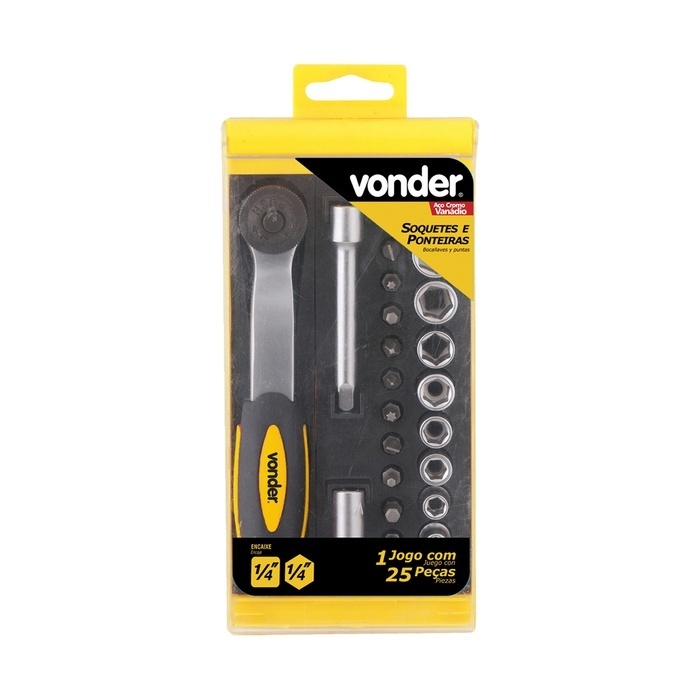 vonder®
Aço Cromo
Vanádio
SOQUETES E
PONTEIRAS
Bocallaves y puntas
vonder
ENCAIXE
Encaje
1/4" 1/4"
1 Jogo com
Juego con
25 Peças
Piezas